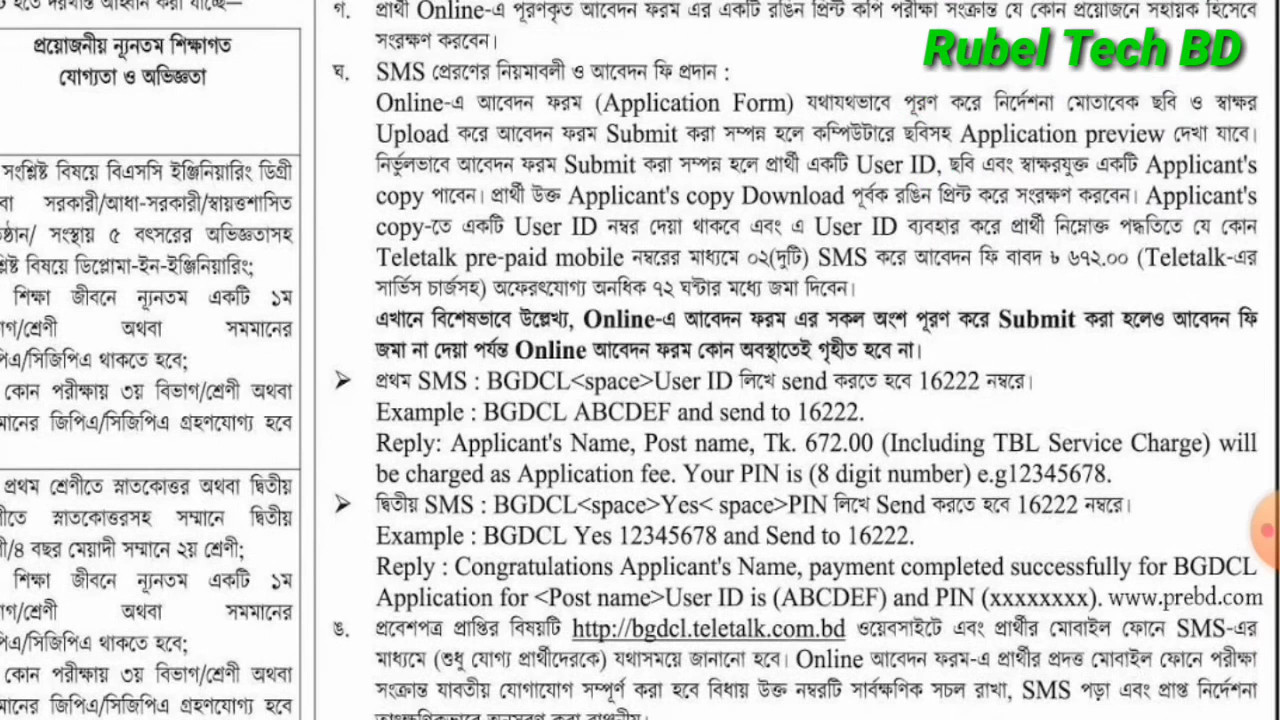 হতে দরখাস্ত আহ্বান করা যাচ্ছে—
প্রয়োজনীয় ন্যূনতম শিক্ষাগত
যোগ্যতা ও অভিজ্ঞতা
সংশ্লিষ্ট বিষয়ে বিএসসি ইঞ্জিনিয়ারিং ডিগ্রী
বা সরকারী/আধা-সরকারী/স্বায়ত্তশাসিত
ষ্ঠান/ সংস্থায় ৫ বৎসরের অভিজ্ঞতাসহ
শ্লিষ্ট বিষয়ে ডিপ্লোমা-ইন-ইঞ্জিনিয়ারিং;
শিক্ষা জীবনে ন্যূনতম একটি ১ম
গ/শ্রেণী অথবা সমমানের
পিএ/সিজিপিএ থাকতে হবে;
কোন পরীক্ষায় ৩য় বিভাগ/শ্রেণী অথবা
মানের জিপিএ/সিজিপিএ গ্রহণযোগ্য হবে
প্রথম শ্রেণীতে স্নাতকোত্তর অথবা দ্বিতীয়
ণীতে স্নাতকোত্তরসহ সম্মানে দ্বিতীয়
ণী/৪ বছর মেয়াদী সম্মানে ২য় শ্রেণী;
শিক্ষা জীবনে ন্যূনতম একটি ১ম
গ/শ্রেণী অথবা সমমানের
পিএ/সিজিপিএ থাকতে হবে;
কোন পরীক্ষায় ৩য় বিভাগ/শ্রেণী অথবা
মানের জিপিএ/সিজিপিএ গ্রহণযোগ্য হবে
গ. প্রার্থী Online-এ পূরণকৃত আবেদন ফরম এর একটি রঙিন প্রিন্ট কপি পরীক্ষা সংক্রান্ত যে কোন প্রয়োজনে সহায়ক হিসেবে
সংরক্ষণ করবেন।
Rubel Tech BD
ঘ. SMS প্রেরণের নিয়মাবলী ও আবেদন ফি প্রদান :
Online-এ আবেদন ফরম (Application Form) যথাযথভাবে পূরণ করে নির্দেশনা মোতাবেক ছবি ও স্বাক্ষর
Upload করে আবেদন ফরম Submit করা সম্পন্ন হলে কম্পিউটারে ছবিসহ Application preview দেখা যাবে।
নির্ভুলভাবে আবেদন ফরম Submit করা সম্পন্ন হলে প্রার্থী একটি User ID, ছবি এবং স্বাক্ষরযুক্ত একটি Applicant's
copy পাবেন। প্রার্থী উক্ত Applicant's copy Download পূর্বক রঙিন প্রিন্ট করে সংরক্ষণ করবেন। Applicant's
copy-তে একটি User ID নম্বর দেয়া থাকবে এবং এ User ID ব্যবহার করে প্রার্থী নিম্নোক্ত পদ্ধতিতে যে কোন
Teletalk pre-paid mobile নম্বরের মাধ্যমে ০২(দুটি) SMS করে আবেদন ফি বাবদ ৳ ৬৭২.০০ (Teletalk-এর
সার্ভিস চার্জসহ) অফেরৎযোগ্য অনধিক ৭২ ঘন্টার মধ্যে জমা দিবেন।
এখানে বিশেষভাবে উল্লেখ্য, Online-এ আবেদন ফরম এর সকল অংশ পূরণ করে Submit করা হলেও আবেদন ফি
জমা না দেয়া পর্যন্ত Online আবেদন ফরম কোন অবস্থাতেই গৃহীত হবে না।
➢ প্রথম SMS : BGDCL<space>User ID লিখে send করতে হবে 16222 নম্বরে।
Example : BGDCL ABCDEF and send to 16222.
Reply: Applicant's Name, Post name, Tk. 672.00 (Including TBL Service Charge) will
be charged as Application fee. Your PIN is (8 digit number) e.g12345678.
➢ দ্বিতীয় SMS : BGDCL<space>Yes< space>PIN লিখে Send করতে হবে 16222 নম্বরে।
Example : BGDCL Yes 12345678 and Send to 16222.
Reply : Congratulations Applicant's Name, payment completed successfully for BGDCL
Application for <Post name>User ID is (ABCDEF) and PIN (xxxxxxxx). www.prebd.com
ঙ. প্রবেশপত্র প্রাপ্তির বিষয়টি http://bgdcl.teletalk.com.bd ওয়েবসাইটে এবং প্রার্থীর মোবাইল ফোনে SMS-এর
মাধ্যমে (শুধু যোগ্য প্রার্থীদেরকে) যথাসময়ে জানানো হবে। Online আবেদন ফরম-এ প্রার্থীর প্রদত্ত মোবাইল ফোনে পরীক্ষা
সংক্রান্ত যাবতীয় যোগাযোগ সম্পূর্ণ করা হবে বিধায় উক্ত নম্বরটি সার্বক্ষণিক সচল রাখা, SMS পড়া এবং প্রাপ্ত নির্দেশনা